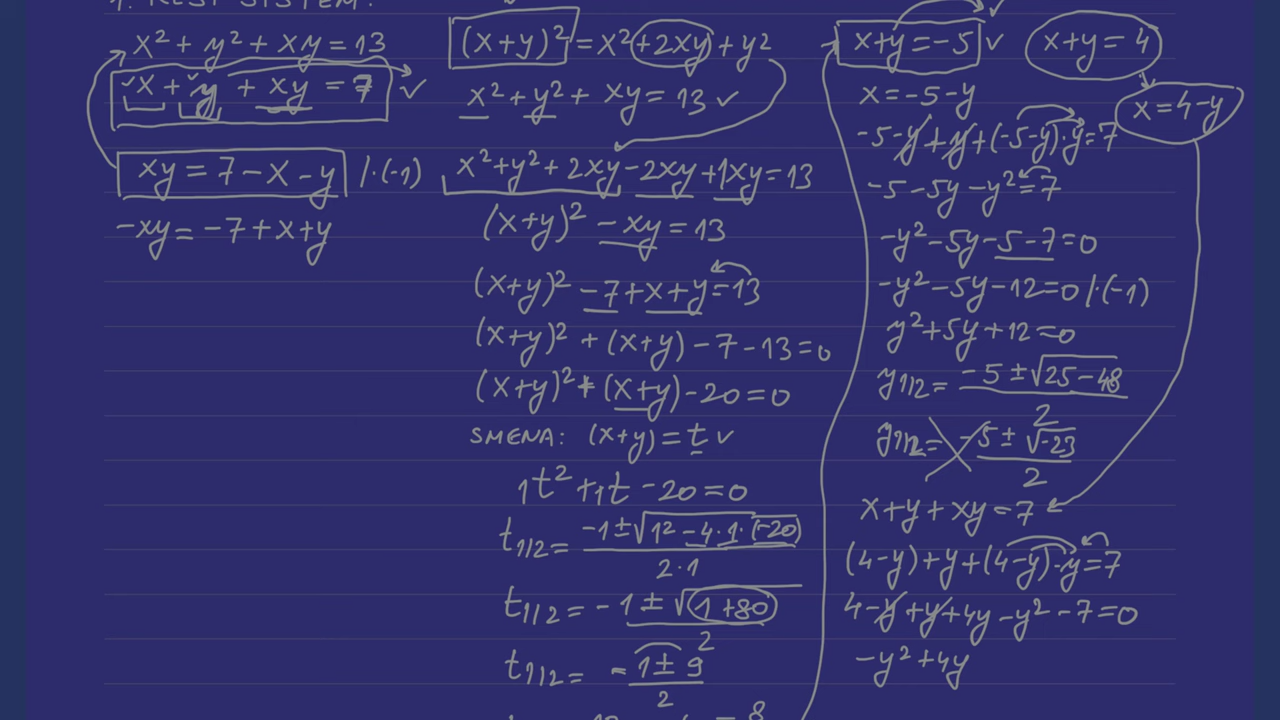 x² + y² + xy = 13
x + y + xy = 7 ✓
xy = 7 - x - y /·(-1)
-xy = -7 + x + y
(x+y)² = x² + 2xy + y²
x² + y² + xy = 13 ✓
x² + y² + 2xy - 2xy + 1xy = 13
(x+y)² - xy = 13
(x+y)² - 7 + x + y = 13
(x+y)² + (x+y) - 7 - 13 = 0
(x+y)² + (x+y) - 20 = 0
SMENA: (x+y) = t ✓
1t² + 1t - 20 = 0
t1/2 = (-1 ± √(1² - 4·1·(-20)))/(2·1)
t1/2 = (-1 ± √(1+80))/2
t1/2 = (-1 ± 9)/2
x+y = -5 ✓
x+y = 4
x = -5 - y
x = 4 - y
-5 - y + y + (-5-y)·y = 7
-5 - 5y - y² = 7
-y² - 5y - 5 - 7 = 0
-y² - 5y - 12 = 0 /·(-1)
y² + 5y + 12 = 0
y1/2 = (-5 ± √(25-48))/2
y1/2 = (-5 ± √(-23))/2
x + y + xy = 7
(4-y) + y + (4-y)·y = 7
4 - y + y + 4y - y² - 7 = 0
-y² + 4y